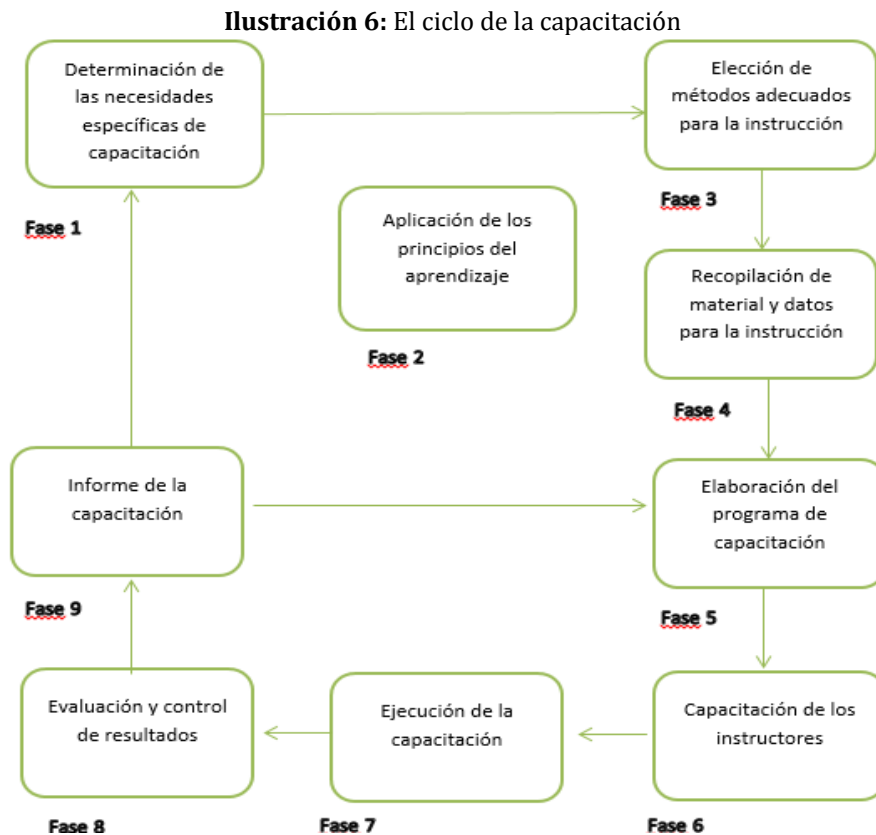 Ilustración 6: El ciclo de la capacitación
Determinación de
las necesidades
específicas de
capacitación
Fase 1
Aplicación de los
principios del
aprendizaje
Fase 2
Elección de
métodos adecuados
para la instrucción
Fase 3
Recopilación de
material y datos
para la instrucción
Fase 4
Elaboración del
programa de
capacitación
Fase 5
Capacitación de los
instructores
Fase 6
Ejecución de la
capacitación
Fase 7
Evaluación y control
de resultados
Fase 8
Informe de la
capacitación
Fase 9